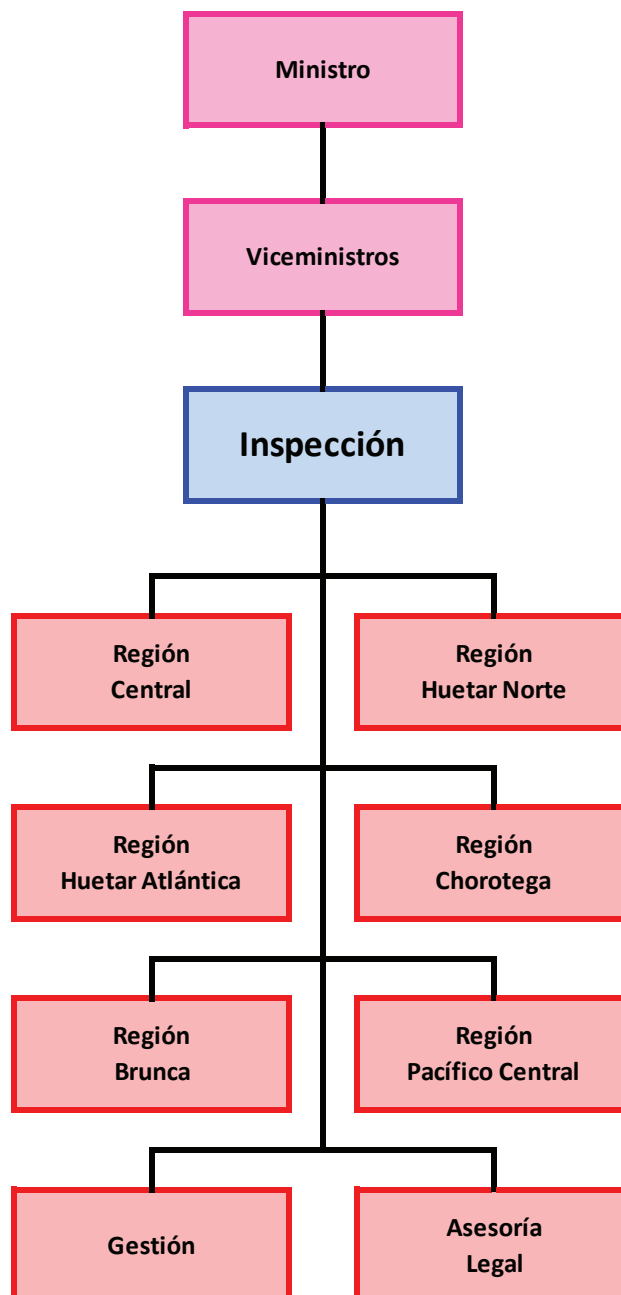 Ministro
Viceministros
Inspección
Región
Central
Región
Huetar Norte
Región
Huetar Atlántica
Región
Chorotega
Región
Brunca
Región
Pacífico Central
Gestión
Asesoría
Legal